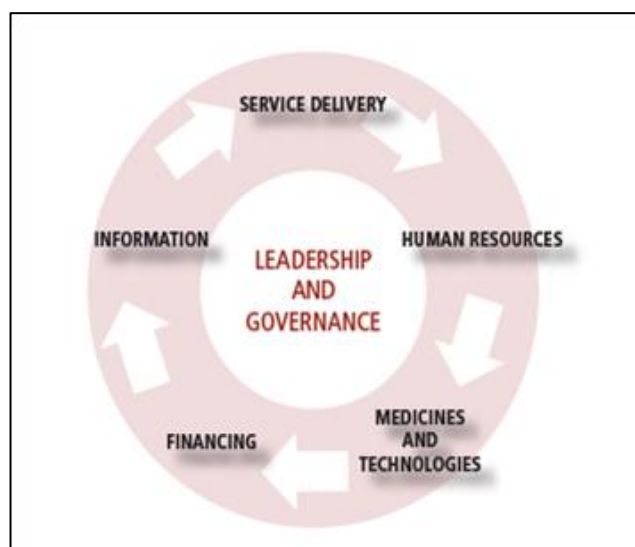 SERVICE DELIVERY
INFORMATION
HUMAN RESOURCES
LEADERSHIP
AND
GOVERNANCE
MEDICINES
AND
TECHNOLOGIES
FINANCING